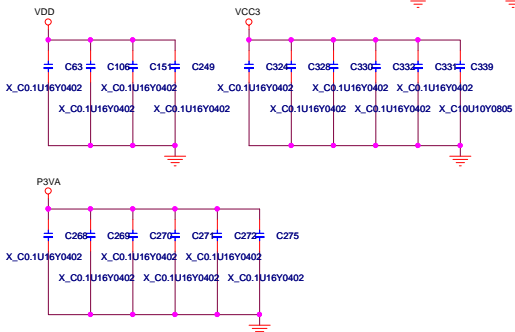 VDD
C63 C106 C151 C249
X_C0.1U16Y0402 X_C0.1U16Y0402
X_C0.1U16Y0402 X_C0.1U16Y0402
VCC3
C324 C328 C330 C332 C331 C339
X_C0.1U16Y0402 X_C0.1U16Y0402 X_C0.1U16Y0402
X_C0.1U16Y0402 X_C0.1U16Y0402 X_C10U10Y0805
P3VA
C268 C269 C270 C271 C272 C275
X_C0.1U16Y0402 X_C0.1U16Y0402 X_C0.1U16Y0402
X_C0.1U16Y0402 X_C0.1U16Y0402 X_C0.1U16Y0402